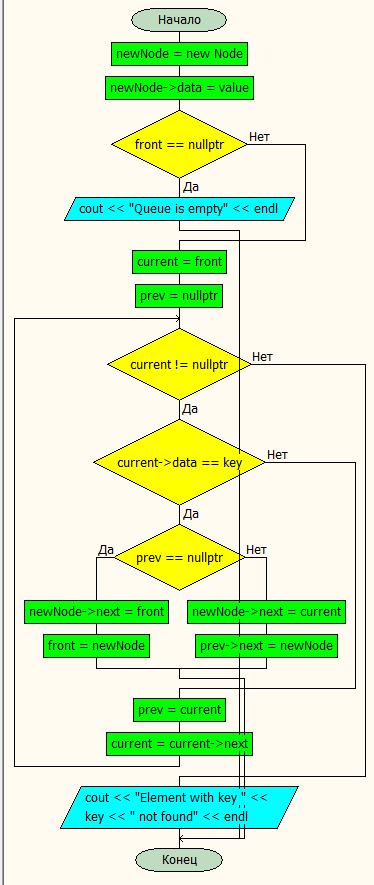 Начало
newNode = new Node
newNode->data = value
front == nullptr
Нет
Да
cout << "Queue is empty" << endl
current = front
prev = nullptr
current != nullptr
Нет
Да
current->data == key
Нет
Да
prev == nullptr
Да
Нет
newNode->next = front
newNode->next = current
front = newNode
prev->next = newNode
prev = current
current = current->next
cout << "Element with key " <<
key << " not found" << endl
Конец